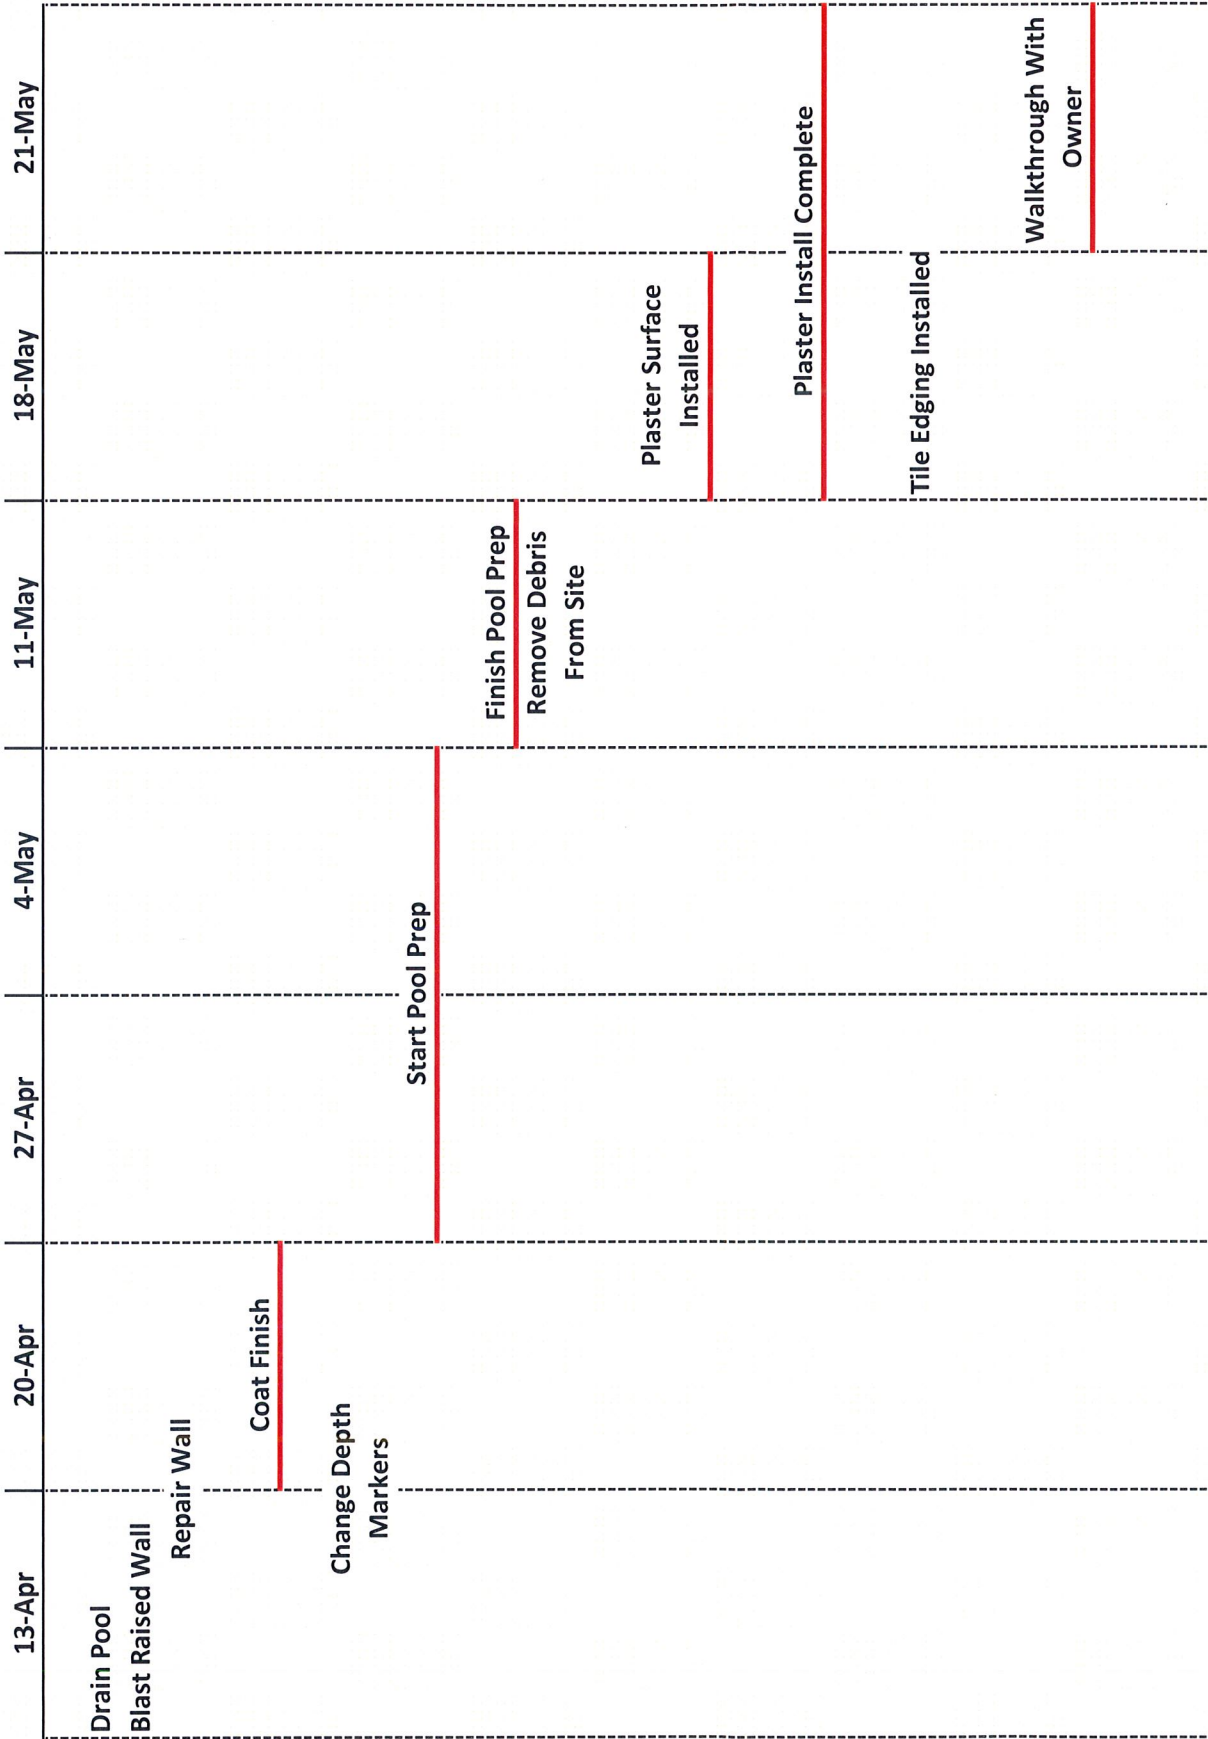 13-Apr
20-Apr
27-Apr
4-May
11-May
18-May
21-May
Drain Pool
Blast Raised Wall
Repair Wall
Coat Finish
Change Depth
Markers
Start Pool Prep
Finish Pool Prep
Remove Debris
From Site
Plaster Surface
Installed
Plaster Install Complete
Tile Edging Installed
Walkthrough With
Owner